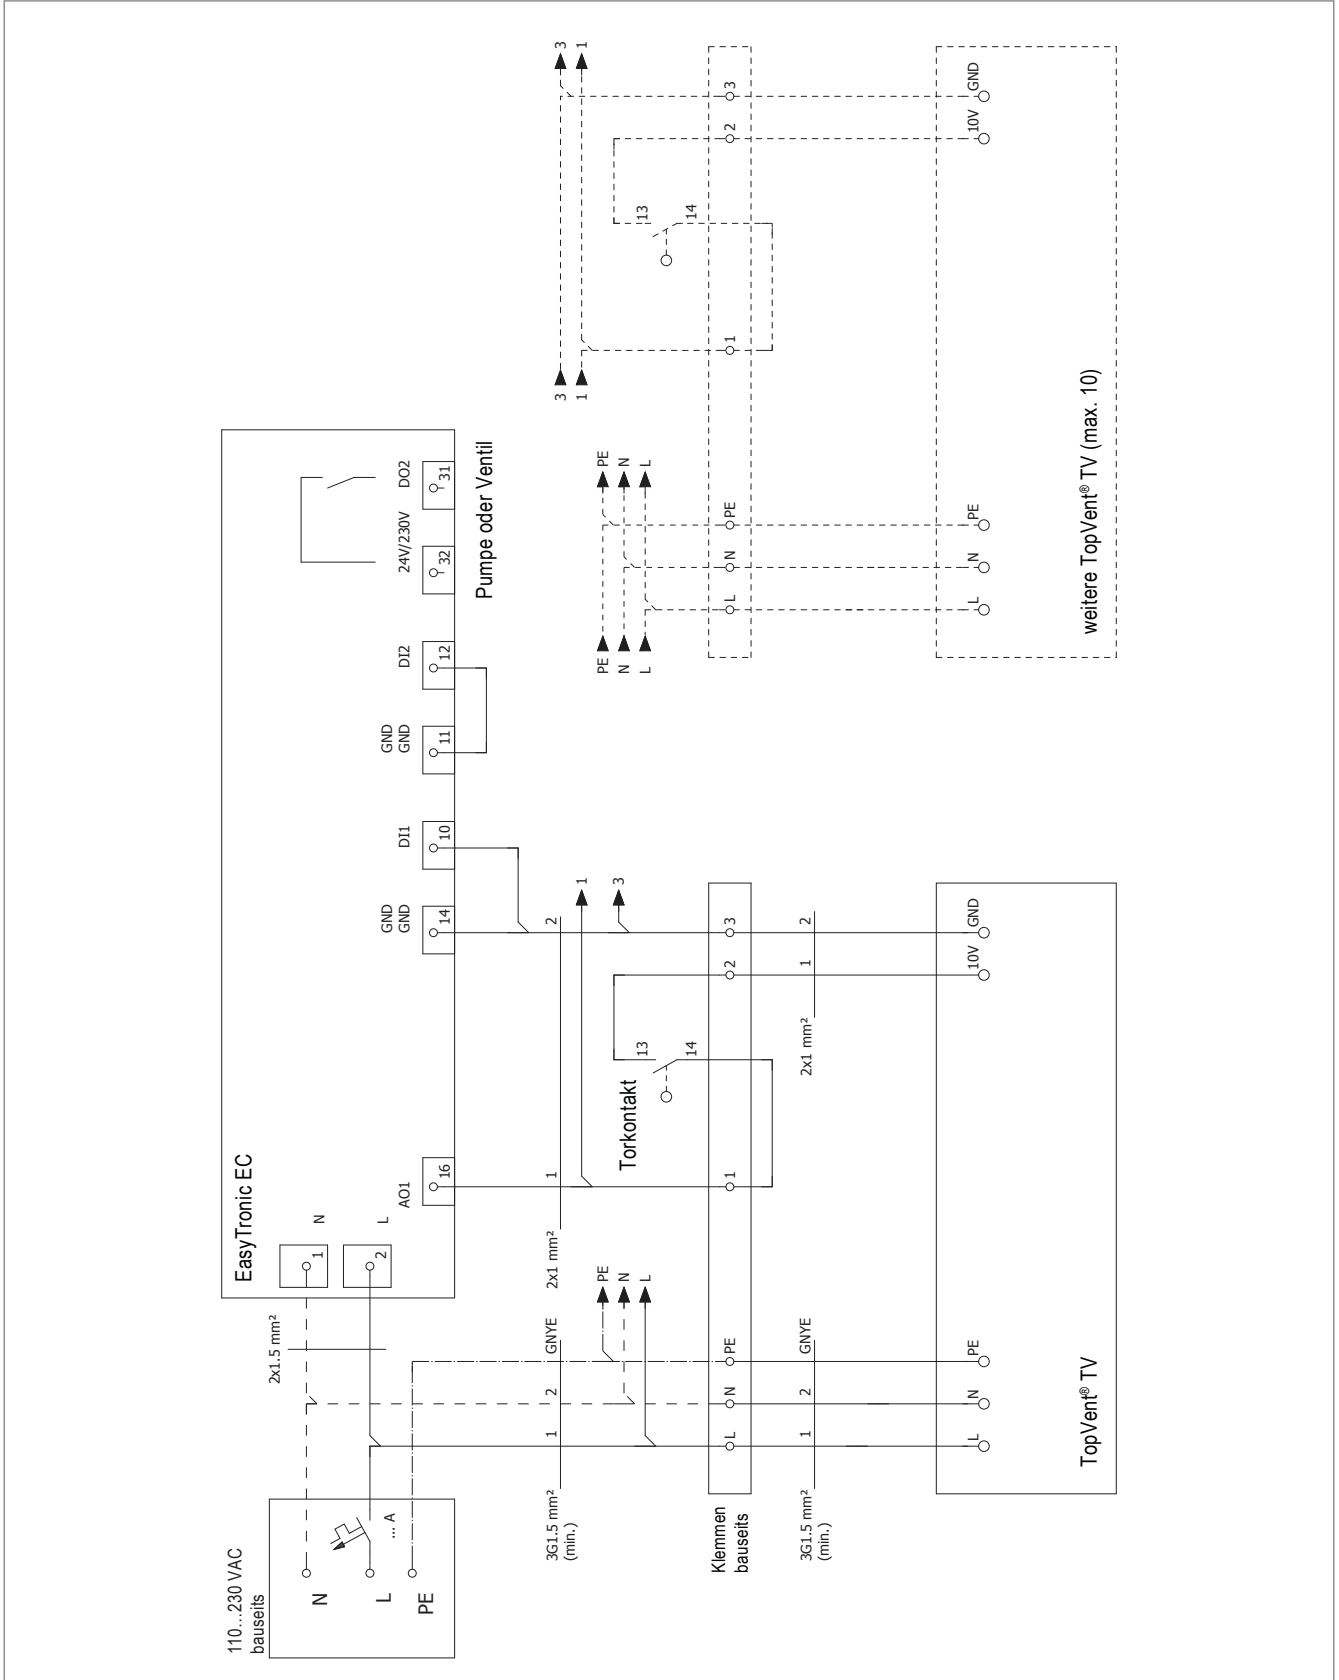 110...230 VAC
bauseits
N
L
... A
PE
EasyTronic EC
2x1.5 mm²
1
N
2
L
AO1
16
GND
GND
14
DI1
10
GND
GND
11
DI2
12
24V/230V
32
DO2
31
Pumpe oder Ventil
3G1.5 mm²
(min.)
1
2
GNYE
2x1 mm²
1
2
PE
N
L
1
3
Torkontakt
13
14
Klemmen
bauseits
L
N
PE
1
2
3
3G1.5 mm²
(min.)
1
2
GNYE
2x1 mm²
1
2
L
N
PE
10V
GND
TopVent® TV
3
1
3
1
PE
N
L
PE
N
L
13
14
L
N
PE
1
2
3
L
N
PE
10V
GND
weitere TopVent® TV (max. 10)